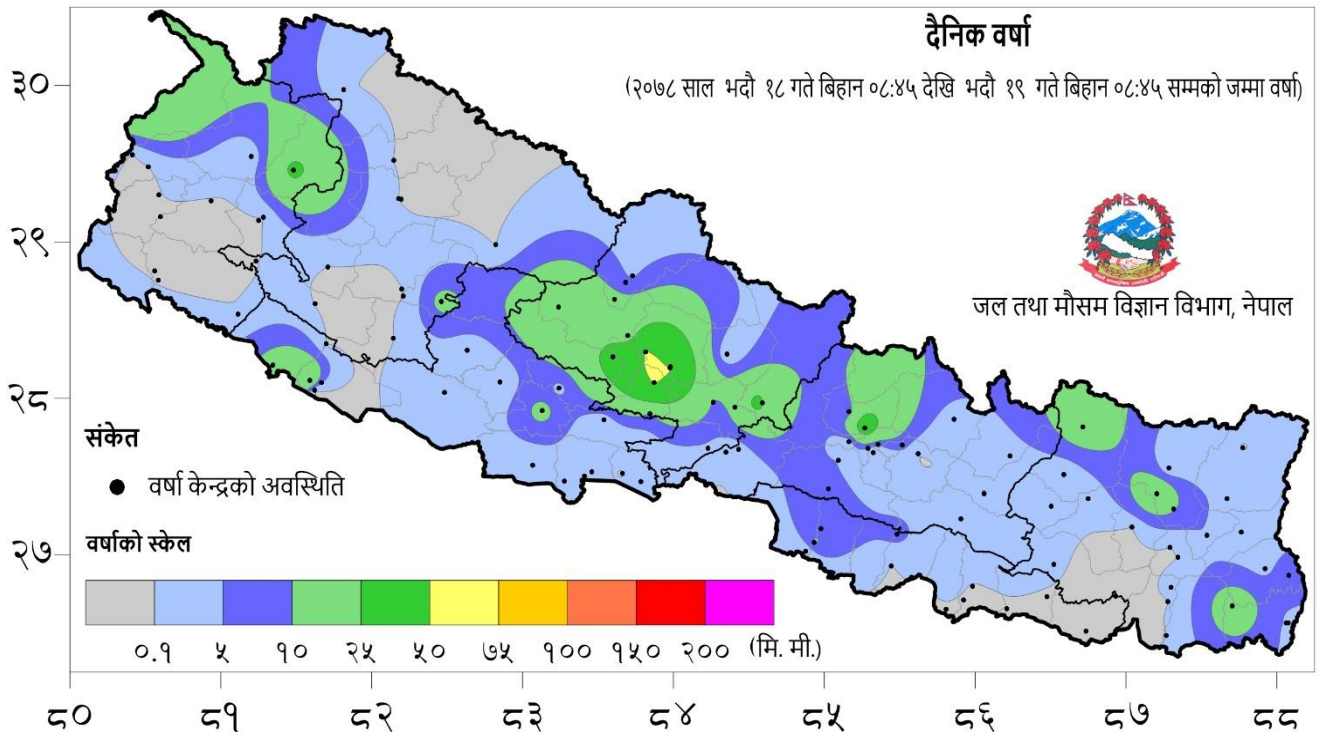 दैनिक वर्षा
(२०७८ साल भदौ १८ गते बिहान ०८:४५ देखि भदौ १९ गते बिहान ०८:४५ सम्मको जम्मा वर्षा)
जल तथा मौसम विज्ञान विभाग, नेपाल
३०
२९
२८
२७
संकेत
वर्षा केन्द्रको अवस्थिति
वर्षाको स्केल
०.१ ५ १० २५ ५० ७५ १०० १५० २०० (मि. मी.)
८० ८१ ८२ ८३ ८४ ८५ ८६ ८७ ८८